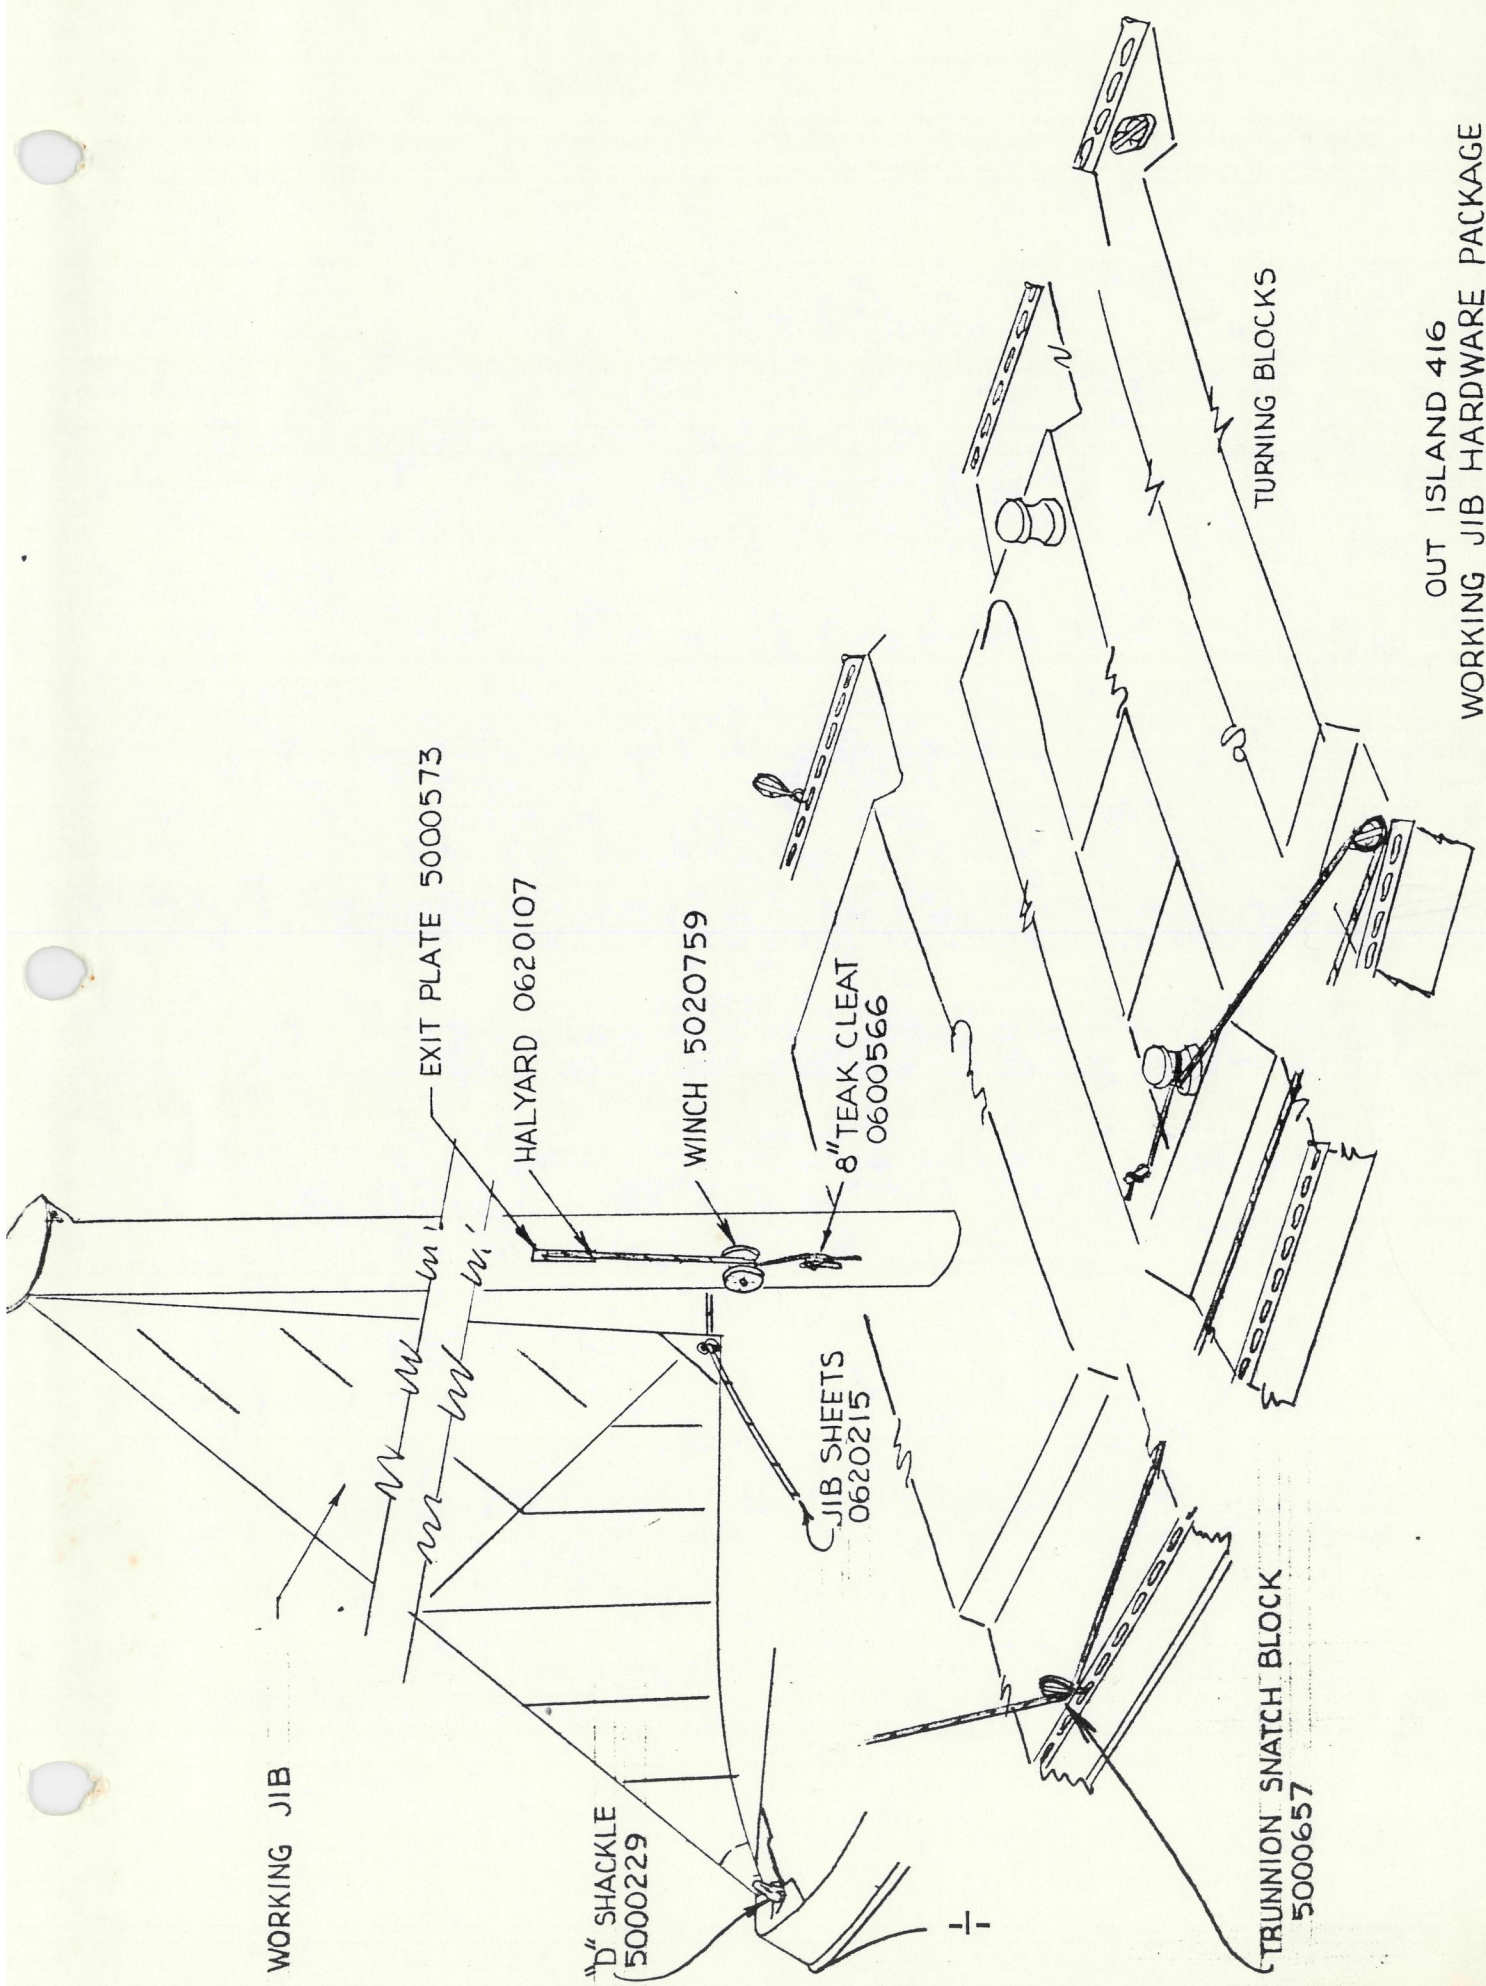 WORKING JIB
EXIT PLATE 5000573
HALYARD 0620107
WINCH 5020759
8" TEAK CLEAT
0600566
"D" SHACKLE
5000229
JIB SHEETS
0620215
TURNING BLOCKS
TRUNNION SNATCH BLOCK
5000657
OUT ISLAND 416
WORKING JIB HARDWARE PACKAGE
-1-